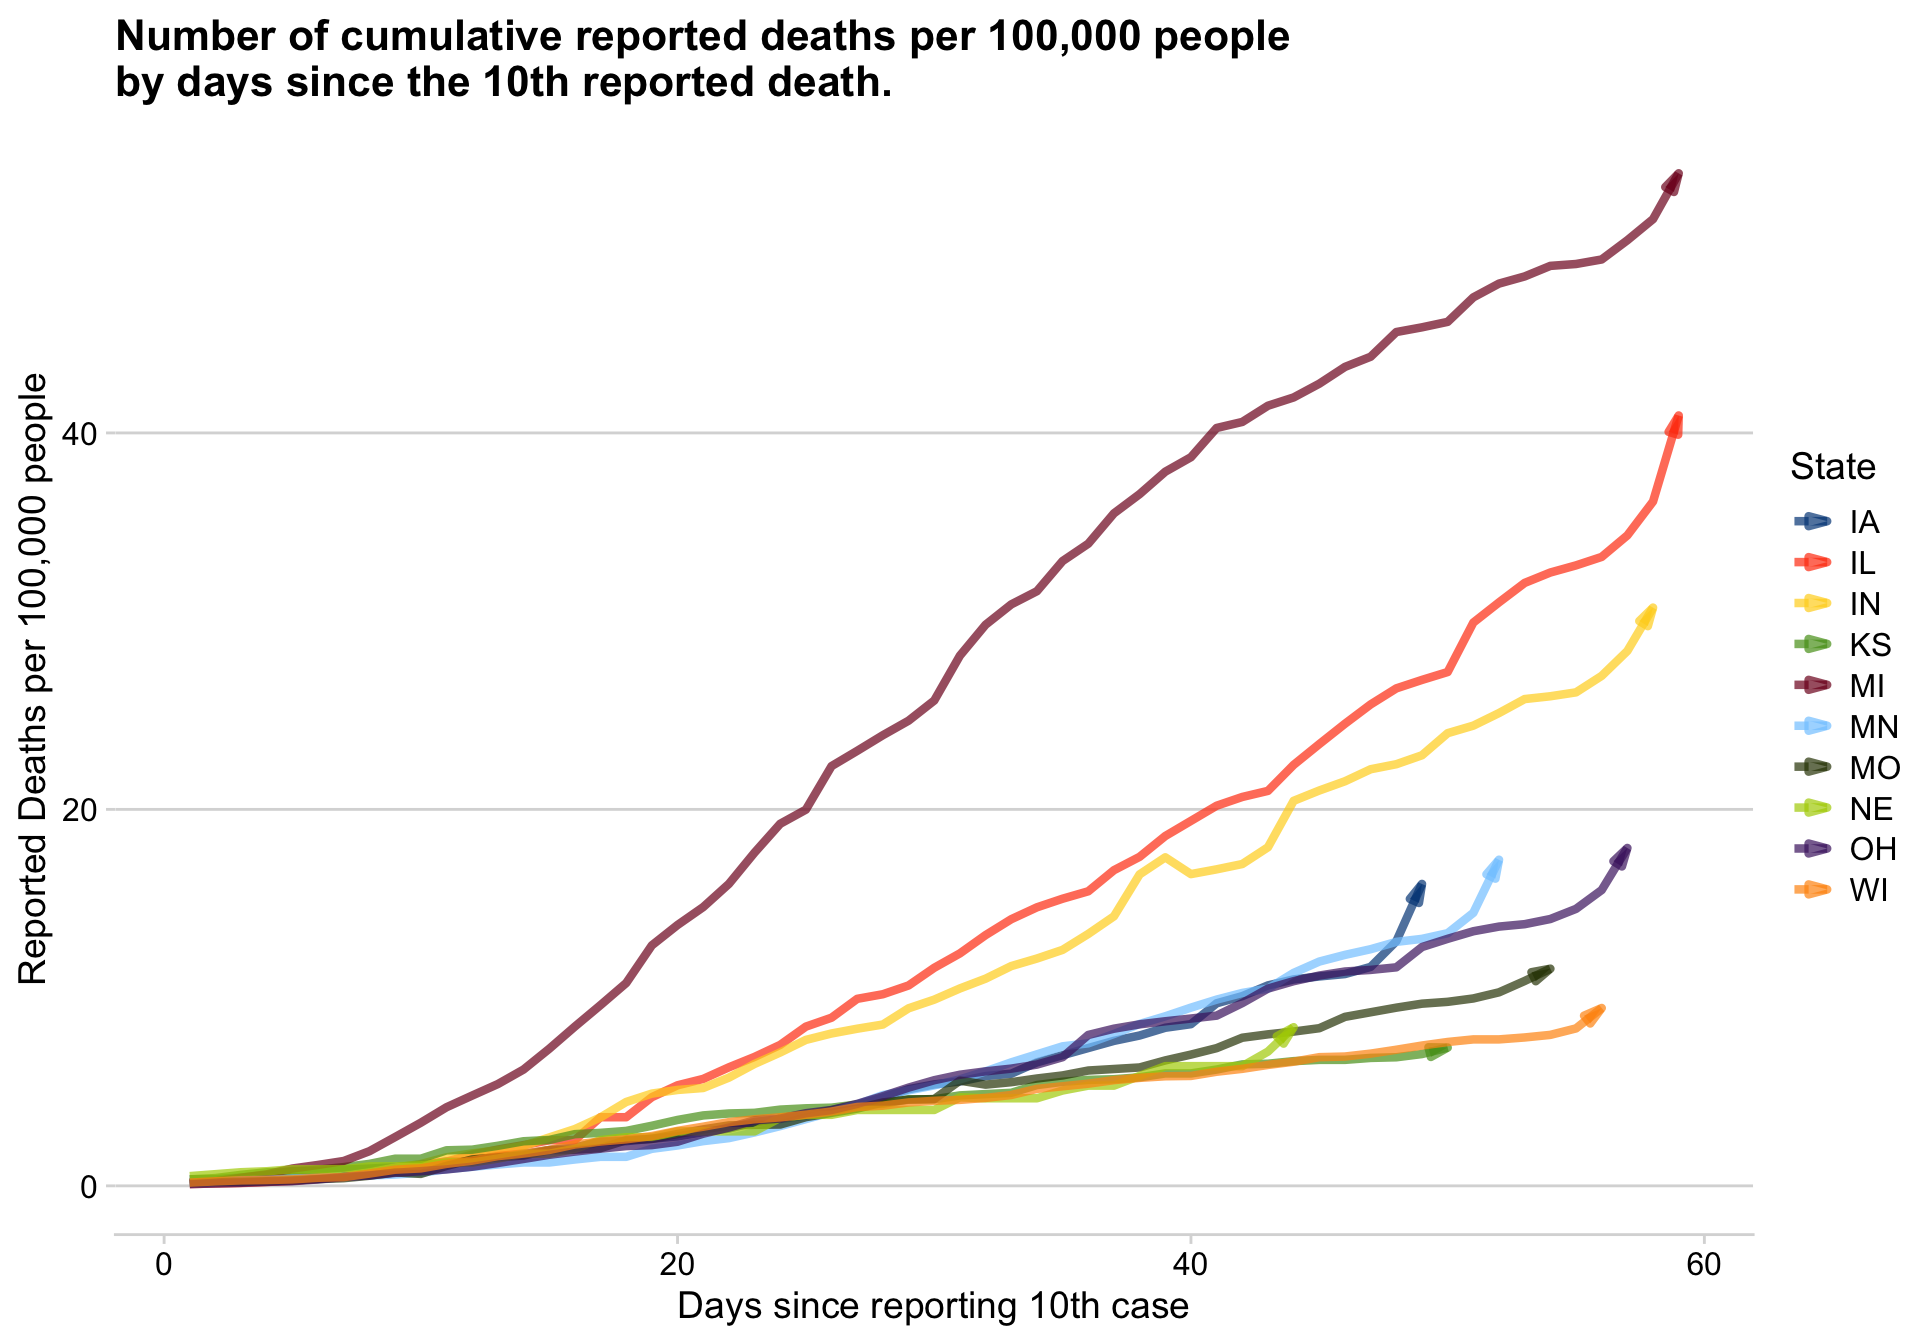 Number of cumulative reported deaths per 100,000 people
by days since the 10th reported death.
Reported Deaths per 100,000 people
40
20
0
0
20
40
60
Days since reporting 10th case
State
IA
IL
IN
KS
MI
MN
MO
NE
OH
WI